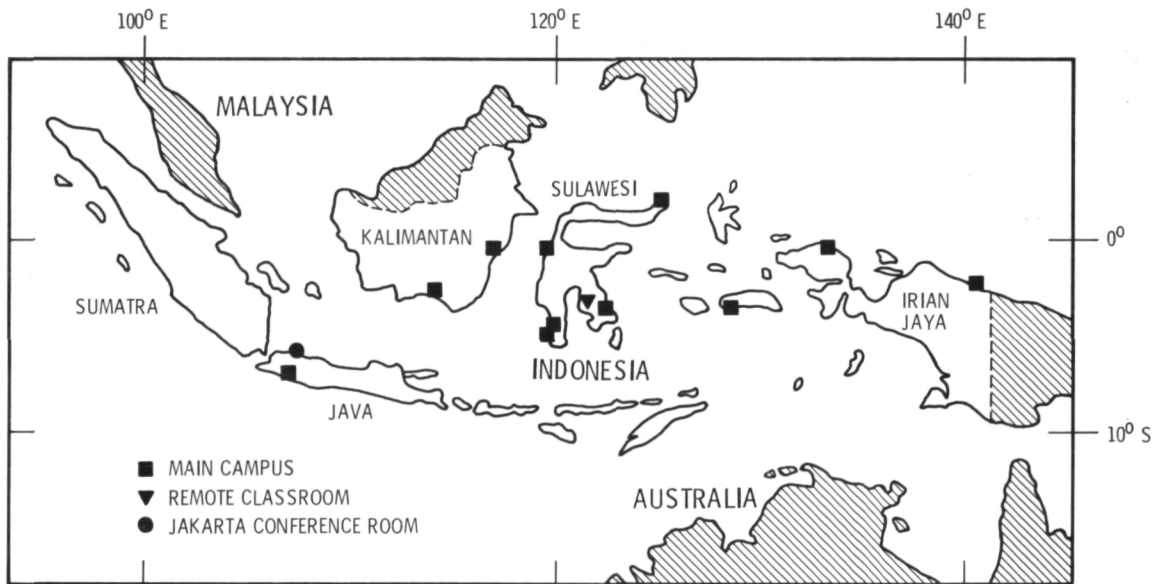 100° E
120° E
140° E
MALAYSIA
SULAWESI
KALIMANTAN
0°
SUMATRA
IRIAN
JAYA
INDONESIA
JAVA
10° S
MAIN CAMPUS
REMOTE CLASSROOM
JAKARTA CONFERENCE ROOM
AUSTRALIA